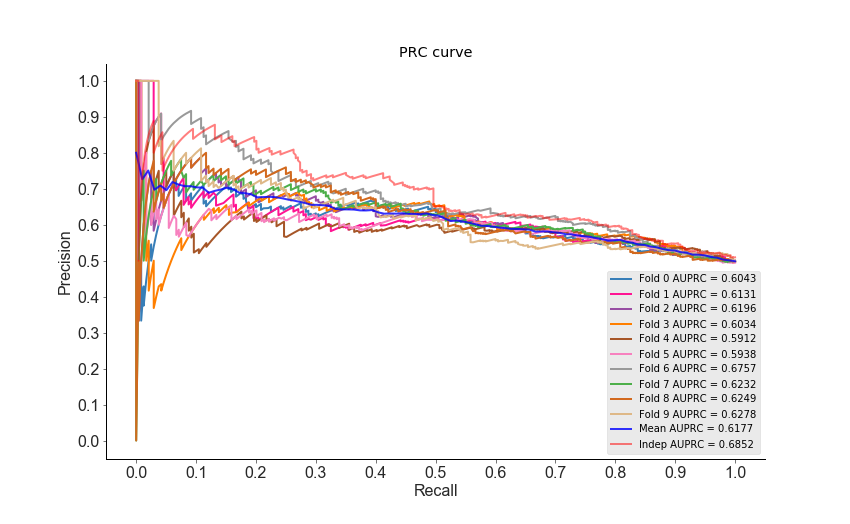 PRC curve
Precision
1.0
0.9
0.8
0.7
0.6
0.5
0.4
0.3
0.2
0.1
0.0
Fold 0 AUPRC = 0.6043
Fold 1 AUPRC = 0.6131
Fold 2 AUPRC = 0.6196
Fold 3 AUPRC = 0.6034
Fold 4 AUPRC = 0.5912
Fold 5 AUPRC = 0.5938
Fold 6 AUPRC = 0.6757
Fold 7 AUPRC = 0.6232
Fold 8 AUPRC = 0.6249
Fold 9 AUPRC = 0.6278
Mean AUPRC = 0.6177
Indep AUPRC = 0.6852
0.0 0.1 0.2 0.3 0.4 0.5 0.6 0.7 0.8 0.9 1.0
Recall